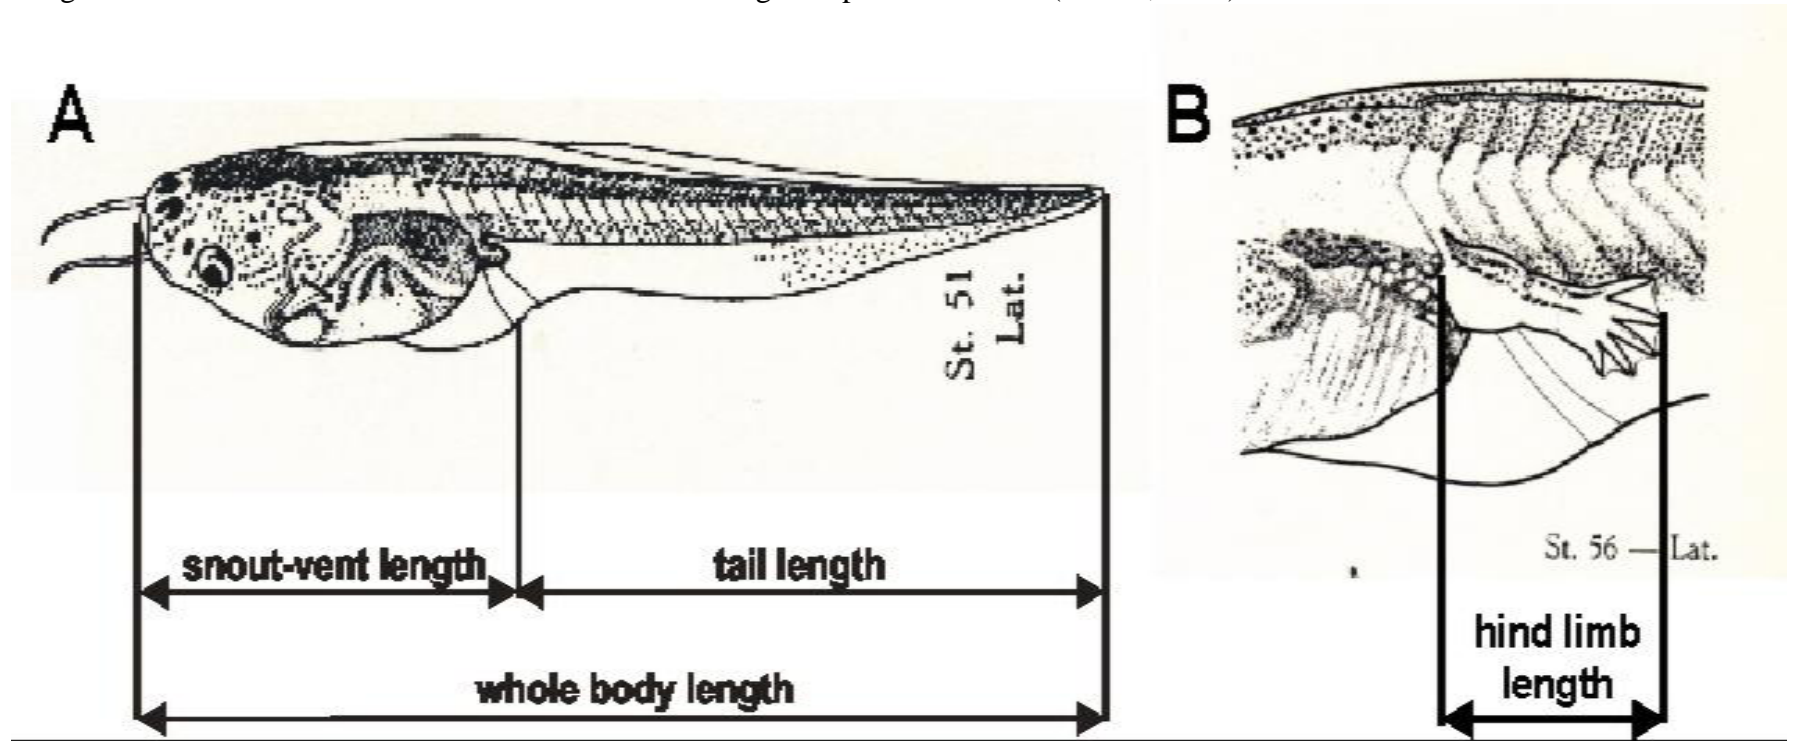 A
B
St. 51
Lat.
snout-vent length
tail length
whole body length
St. 56 — Lat.
hind limb
length